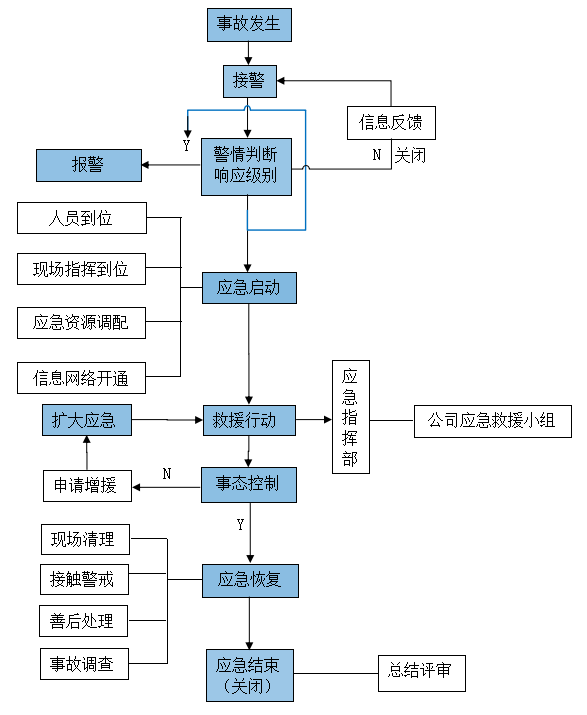 事故发生
接警
信息反馈
Y
N
关闭
报警
警情判断
响应级别
人员到位
现场指挥到位
应急启动
应急资源调配
信息网络开通
扩大应急
救援行动
应
急
指
挥
部
公司应急救援小组
N
申请增援
事态控制
Y
现场清理
接触警戒
应急恢复
善后处理
事故调查
应急结束
（关闭）
总结评审